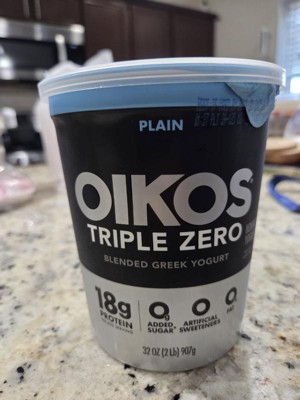 PLAIN
OIKOS
TRIPLE ZERO
BLENDED GREEK YOGURT
18g
PROTEIN
0g
ADDED SUGAR*
0
ARTIFICIAL SWEETENERS
0g
FAT
32 OZ (2 Lb) 907g